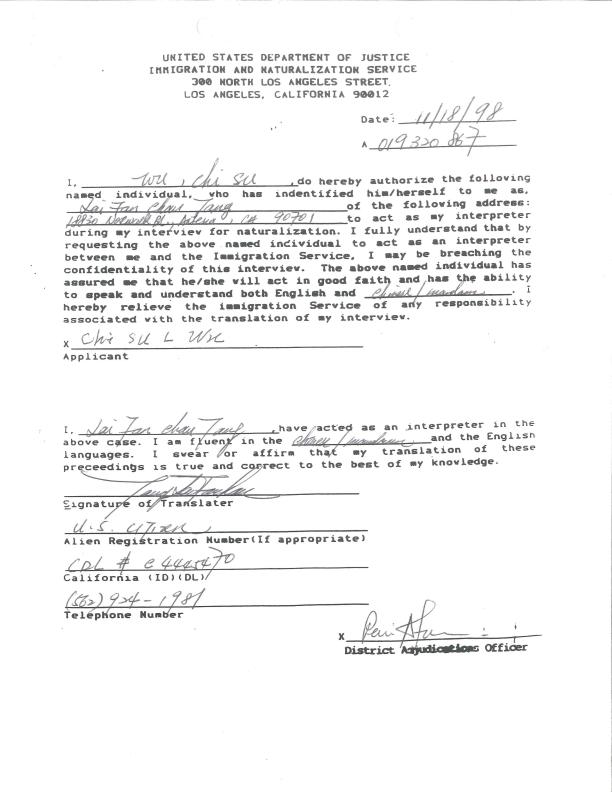 UNITED STATES DEPARTMENT OF JUSTICE
IMMIGRATION AND NATURALIZATION SERVICE
300 NORTH LOS ANGELES STREET.
LOS ANGELES, CALIFORNIA 90012
Date: 11/18/98
A 019 320 867
I, WU, Chi SU ,do hereby authorize the following
named individual, who has indentified him/herself to me as,
Lai Fan Chau Tang of the following address:
Artesia, CA 90701 to act as my interpreter
during my interview for naturalization. I fully understand that by
requesting the above named individual to act as an interpreter
between me and the Immigration Service, I may be breaching the
confidentiality of this interview. The above named individual has
assured me that he/she will act in good faith and has the ability
to speak and understand both English and Chinese/mandarin . I
hereby relieve the immigration Service of any responsibility
associated with the translation of my interview.
x Chi SU L WU
Applicant
I, Lai Fan Chau Tang ,have acted as an interpreter in the
above case. I am fluent in the Chinese/mandarin and the English
languages. I swear or affirm that my translation of these
preceedings is true and correct to the best of my knowledge.
Signature of Translater
U.S. CITIZEN
Alien Registration Number(If appropriate)
CDL # C4445470
California (ID)(DL)
(562) 924-1981
Telephone Number
x
District Adjudications Officer